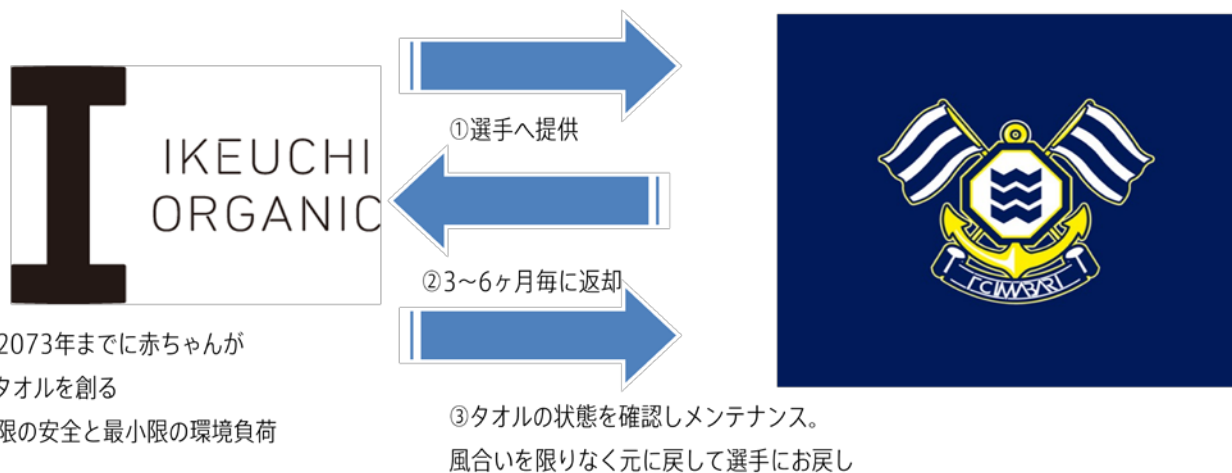 IKEUCHI
ORGANIC
2073年までに赤ちゃんが
タオルを創る
限の安全と最小限の環境負荷
①選手へ提供
②3～6ヶ月毎に返却
③タオルの状態を確認しメンテナンス。
風合いを限りなく元に戻して選手にお戻し
FC IMABARI